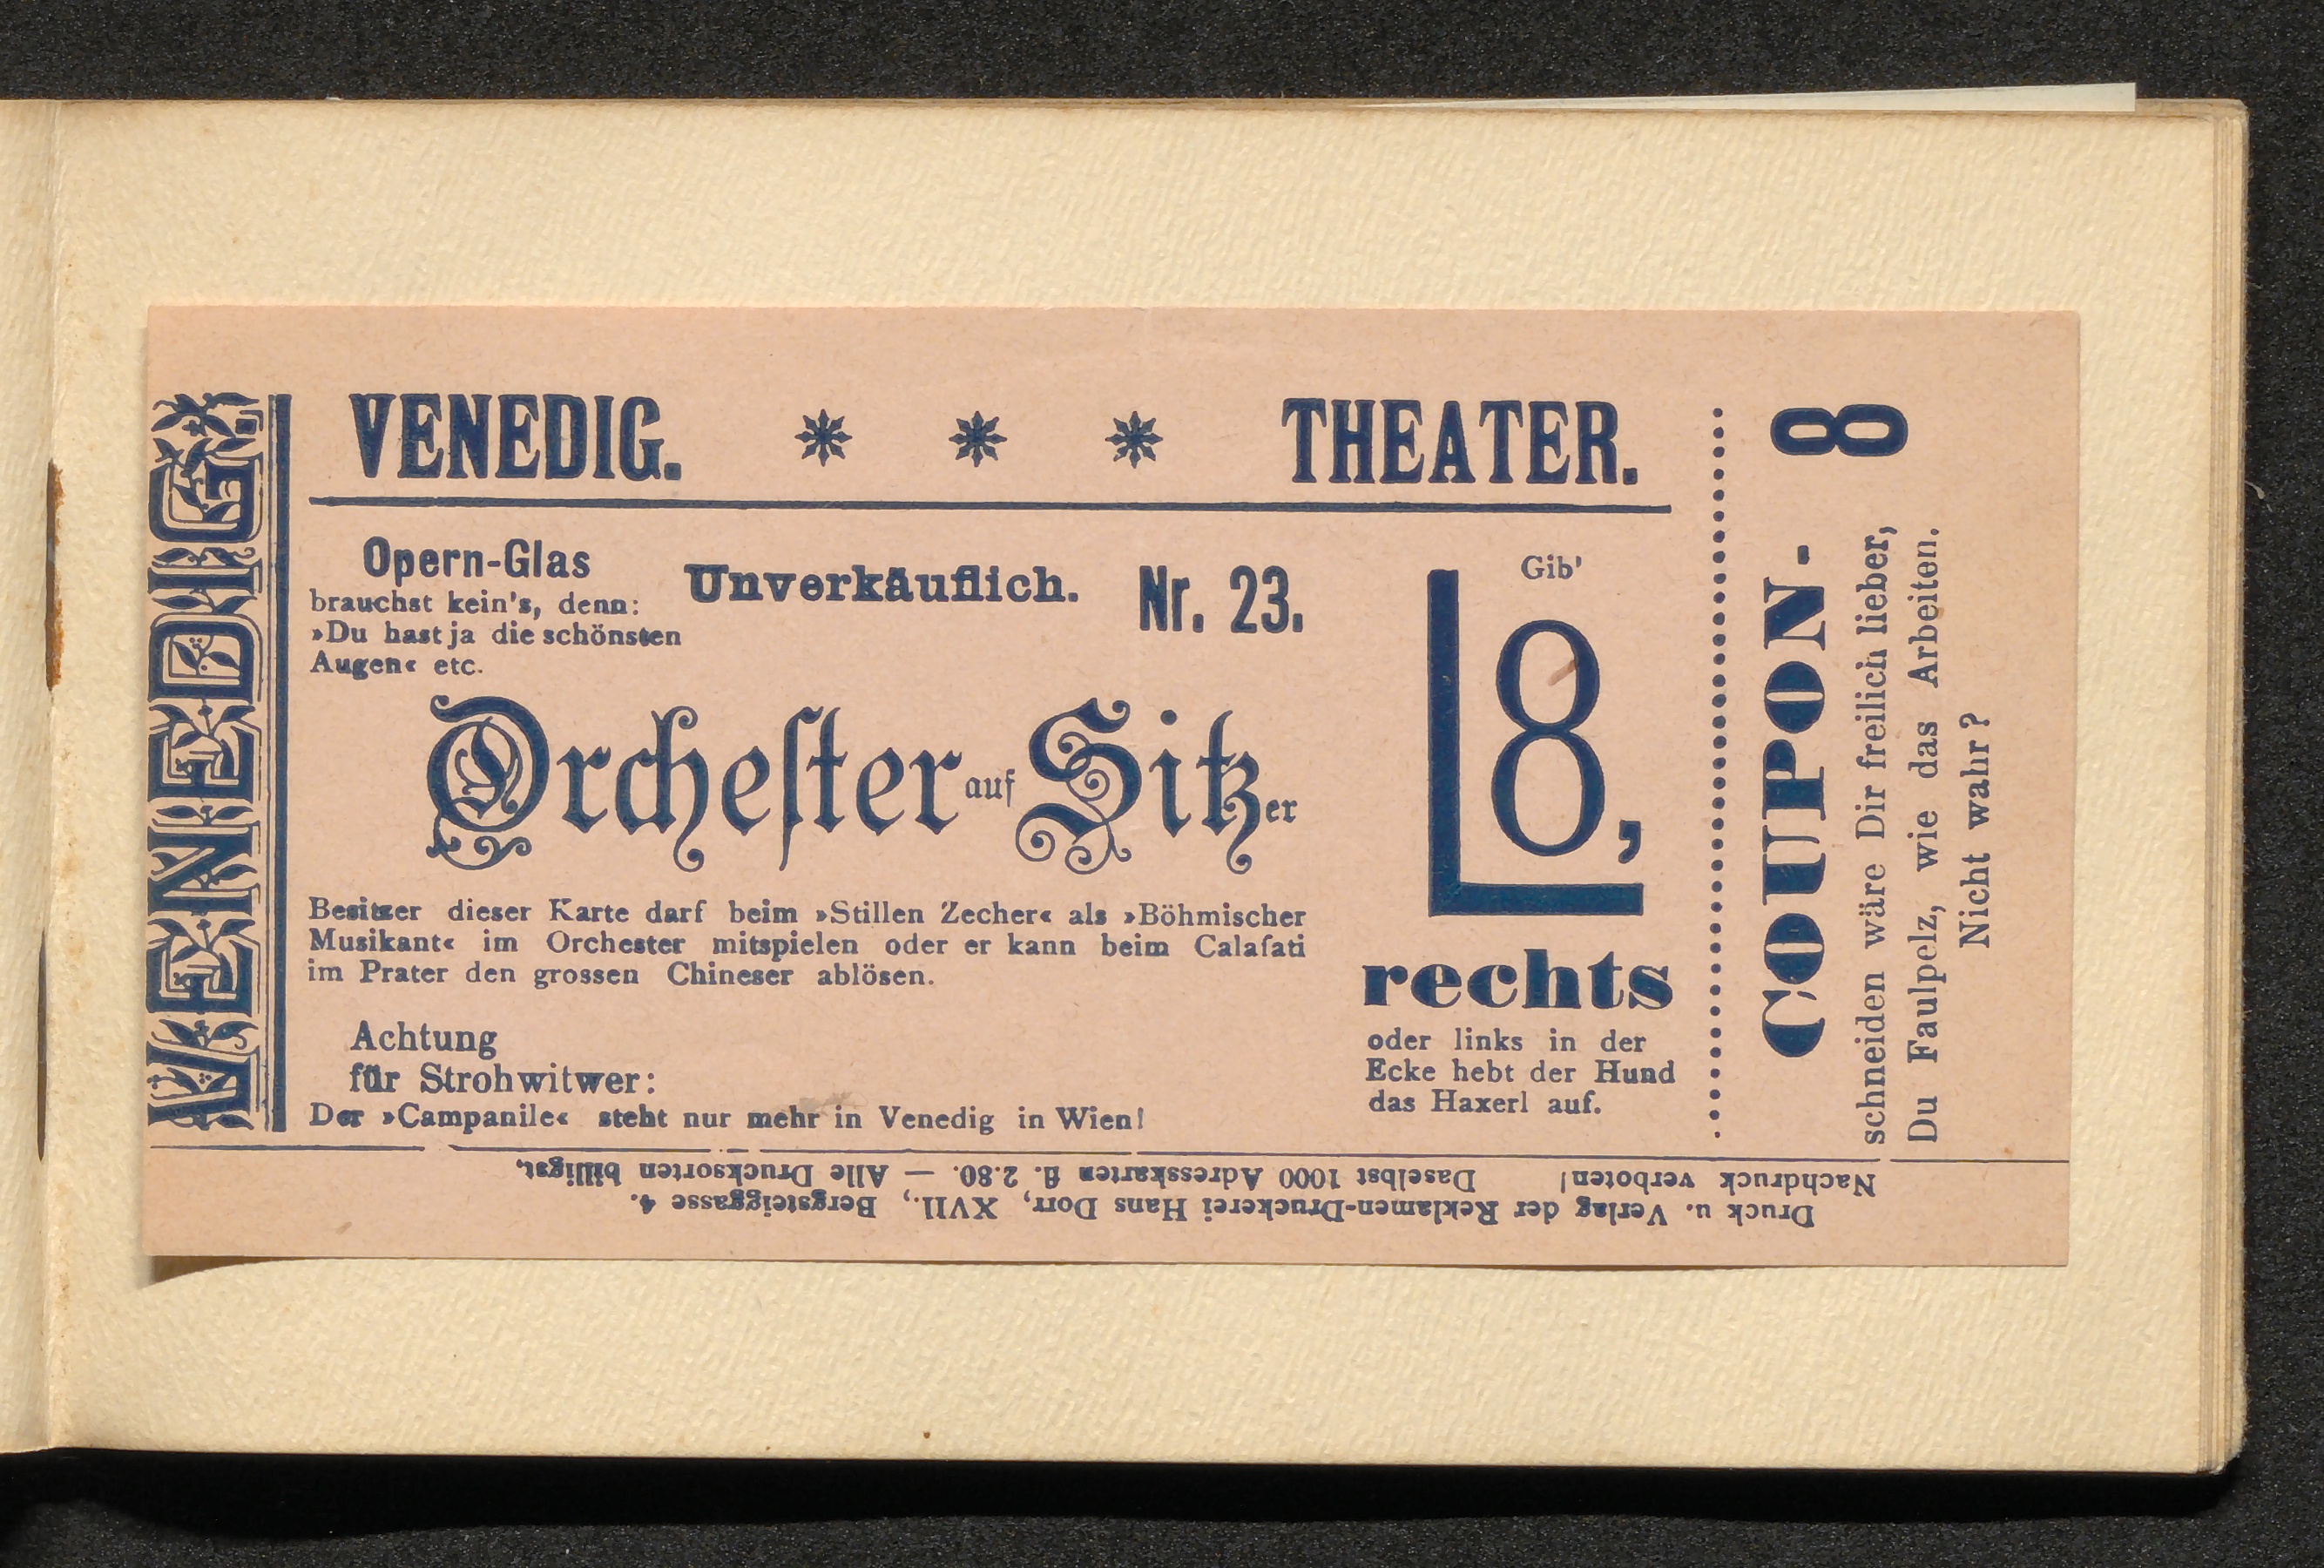 VENEDIG
VENEDIG. * * * THEATER.
Opern-Glas
brauchst kein's, denn:
»Du hast ja die schönsten
Augen« etc.
Unverkäuflich.
Nr. 23.
Orchester auf Sitzer
Besitzer dieser Karte darf beim »Stillen Zecher« als »Böhmischer
Musikant« im Orchester mitspielen oder er kann beim Calafati
im Prater den grossen Chineser ablösen.
Achtung
für Strohwitwer:
Der »Campanile« steht nur mehr in Venedig in Wien!
Gib'
L8,
rechts
oder links in der
Ecke hebt der Hund
das Haxerl auf.
COUPON- 8
schneiden wäre Dir freilich lieber,
Du Faulpelz, wie das Arbeiten.
Nicht wahr?
Druck u. Verlag der Reklamen-Druckerei Hans Dorr, XVII., Bergsteiggasse 4.
Nachdruck verboten! Daselbst 1000 Adresskarten fl. 2.80. — Alle Drucksorten billigst.